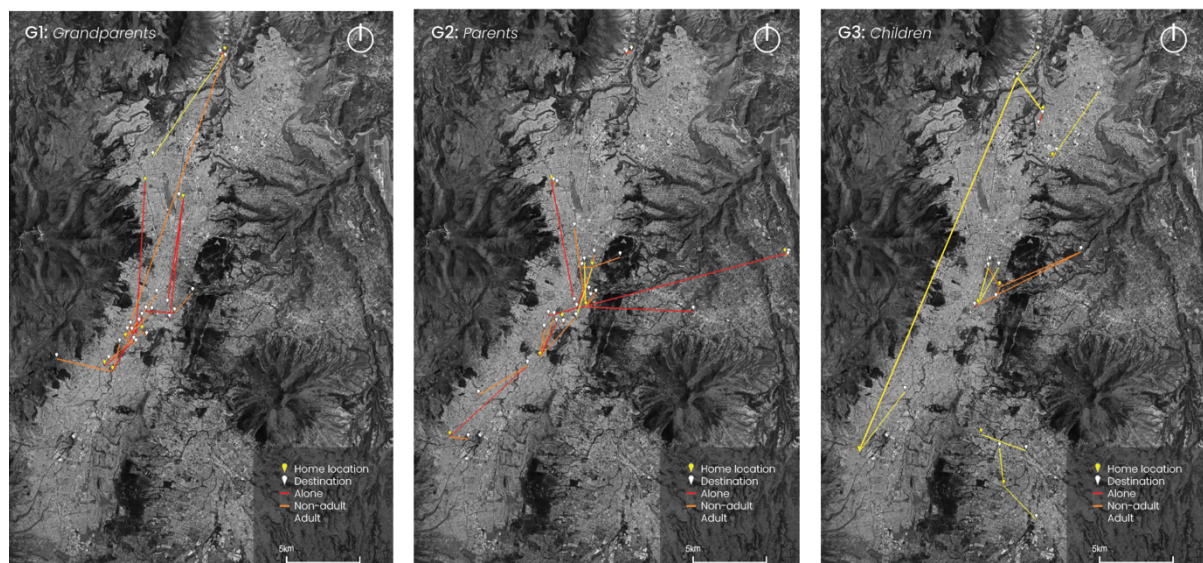 G1: Grandparents
Home location
Destination
Alone
Non-adult
Adult
5km
G2: Parents
Home location
Destination
Alone
Non-adult
Adult
5km
G3: Children
Home location
Destination
Alone
Non-adult
Adult
5km